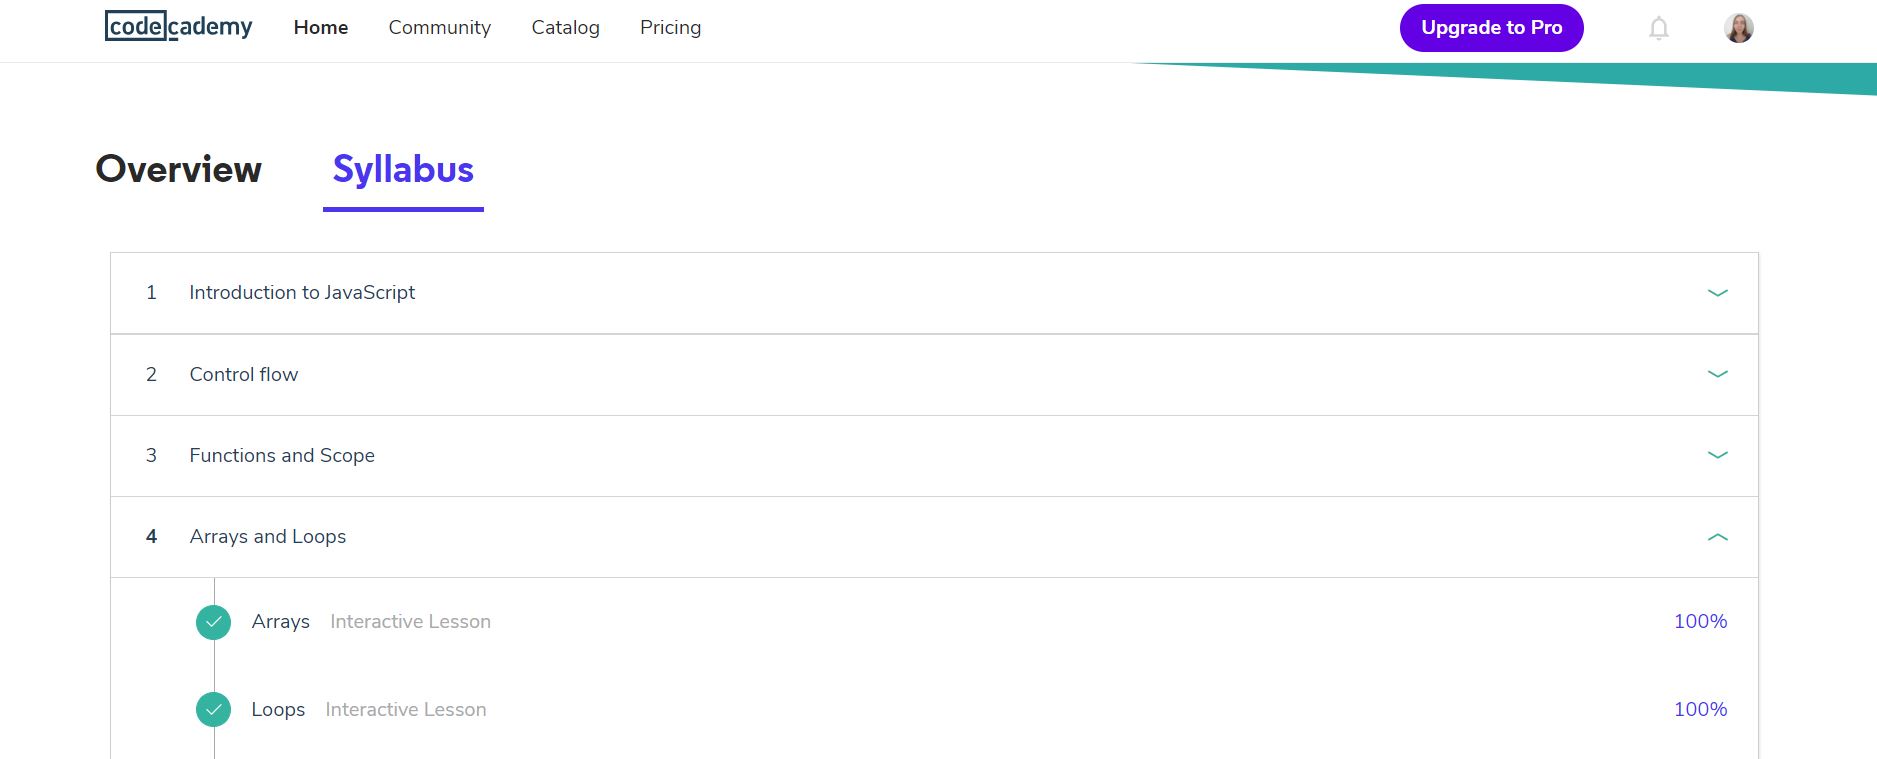 codecademy Home Community Catalog Pricing Upgrade to Pro
Overview Syllabus
1 Introduction to JavaScript
2 Control flow
3 Functions and Scope
4 Arrays and Loops
Arrays Interactive Lesson 100%
Loops Interactive Lesson 100%